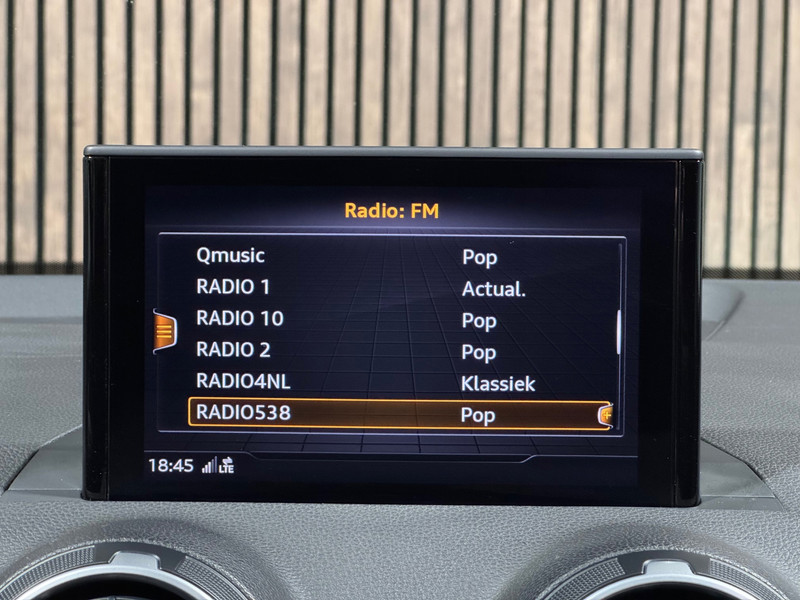 Radio: FM
Qmusic Pop
RADIO 1 Actual.
RADIO 10 Pop
RADIO 2 Pop
RADIO4NL Klassiek
RADIO538 Pop
18:45 LTE